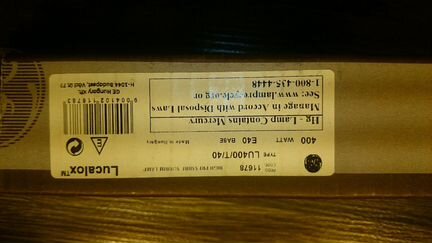 Lucalox™
HIGH PRESSURE SODIUM LAMP
PROD. CODE 11678
TYPE LU400/T/40
400 WATT E40 BASE
Made in Hungary
Hg - Lamp Contains Mercury
Manage in Accord with Disposal Laws
See: www.lamprecycle.org or
1-800-435-4448
GE Hungary Kft.
H-1044 Budapest, Váci út 77